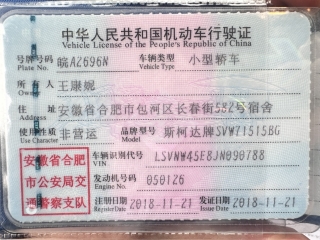 中华人民共和国机动车行驶证
Vehicle License of the People's Republic of China
号牌号码 皖A2696N 车辆类型 小型轿车
Plate No. Vehicle Type
所有人 王康妮
Owner
住址 安徽省合肥市包河区长春街582号宿舍
Address
使用性质 非营运 品牌型号 斯柯达牌SVW71515BG
Use Character Model
安徽省合肥市公安局交通警察支队
车辆识别代号 LSVNW45E8JN090788
VIN
发动机号码 050126
Engine No.
注册日期 2018-11-21 发证日期 2018-11-21
Register Date Issue Date